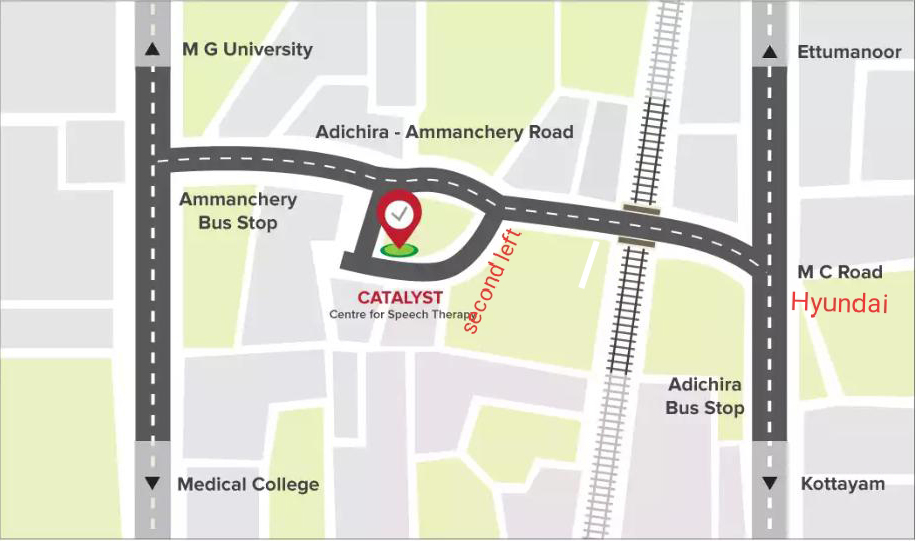 M G University
Ettumanoor
Adichira - Ammanchery Road
Ammanchery
Bus Stop
second left
M C Road
Hyundai
CATALYST
Centre for Speech Therapy
Adichira
Bus Stop
Medical College
Kottayam